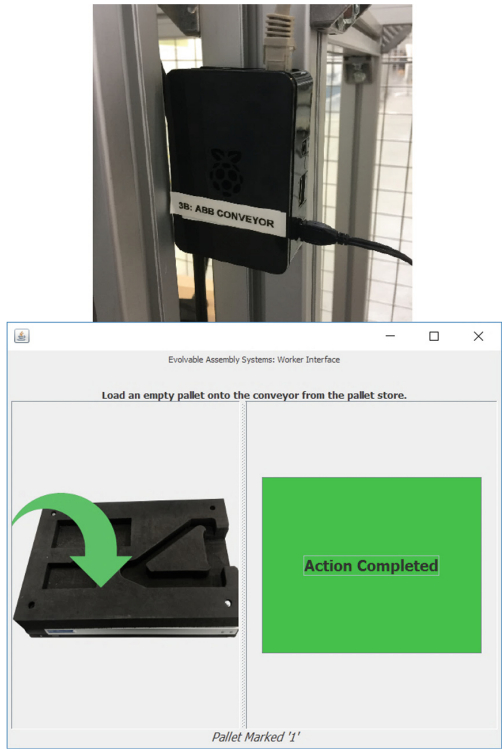 3B: ABB CONVEYOR
Evolvable Assembly Systems: Worker Interface
Load an empty pallet onto the conveyor from the pallet store.
Action Completed
Pallet Marked '1'